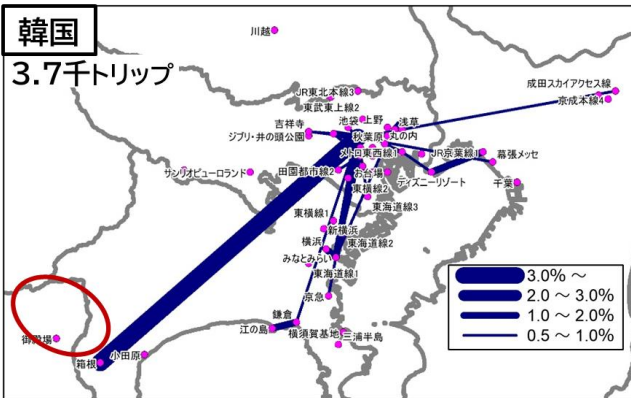 韓国
3.7千トリップ
川越
成田スカイアクセス線
京成本線4
JR東北本線3
東武東上線2
池袋
上野
浅草
吉祥寺
秋葉原
丸の内
ジブリ・井の頭公園
メトロ東西線1
JR京葉線1
幕張メッセ
サンリオピューロランド
田園都市線2
お台場
ディズニーリゾート
千葉
東横線2
東海道線3
東横線1
新横浜
横浜
東海道線2
みなとみらい
東海道線1
京急
鎌倉
江の島
横須賀基地
三浦半島
御殿場
箱根
小田原
3.0% ～
2.0 ～ 3.0%
1.0 ～ 2.0%
0.5 ～ 1.0%